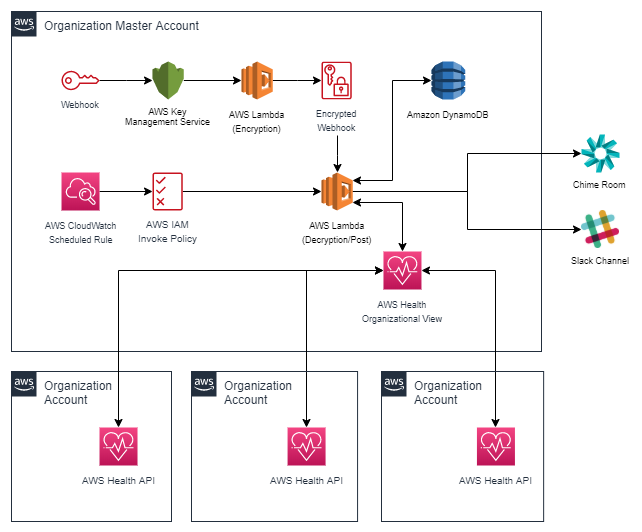 aws
Organization Master Account
Webhook
AWS Key
Management Service
AWS Lambda
(Encryption)
Encrypted
Webhook
Amazon DynamoDB
Chime Room
AWS CloudWatch
Scheduled Rule
AWS IAM
Invoke Policy
AWS Lambda
(Decryption/Post)
Slack Channel
AWS Health
Organizational View
aws
Organization
Account
AWS Health API
aws
Organization
Account
AWS Health API
aws
Organization
Account
AWS Health API